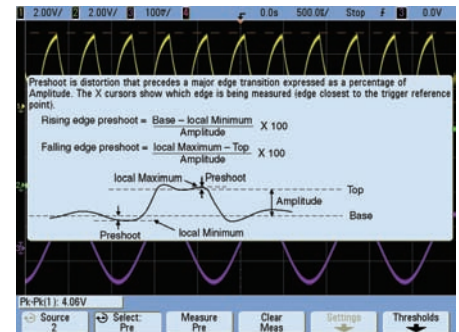 1 2.00V/ 2 2.00V/ 3 100▽/ 4 0.0s 500.0▽/ Stop 3 0.0V
Preshoot is distortion that precedes a major edge transition expressed as a percentage of
Amplitude. The X cursors show which edge is being measured (edge closest to the trigger reference
point).
Rising edge preshoot = Base – local Minimum
Amplitude
X 100
Falling edge preshoot = local Maximum – Top
Amplitude
X 100
local Maximum Preshoot
Top
Amplitude
Base
Preshoot local Minimum
Pk-Pk(1): 4.06V
Source Select: Measure Clear Settings Thresholds
2 Pre Pre Meas